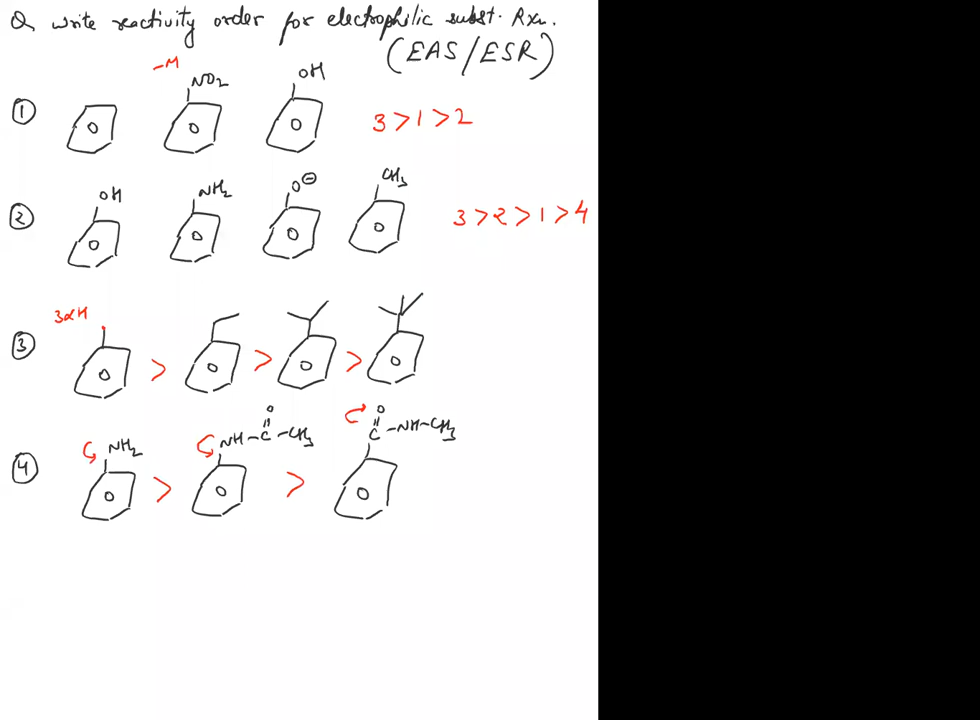 Q write reactivity order for electrophilic subst. Rxn.
(EAS/ESR)
-M
① NO2 OH 3 > 1 > 2
② OH NH2 O⊖ CH3 3 > 2 > 1 > 4
3αH
③ > > >
④ NH2 > NH-C-CH3 O > C-NH-CH3 O